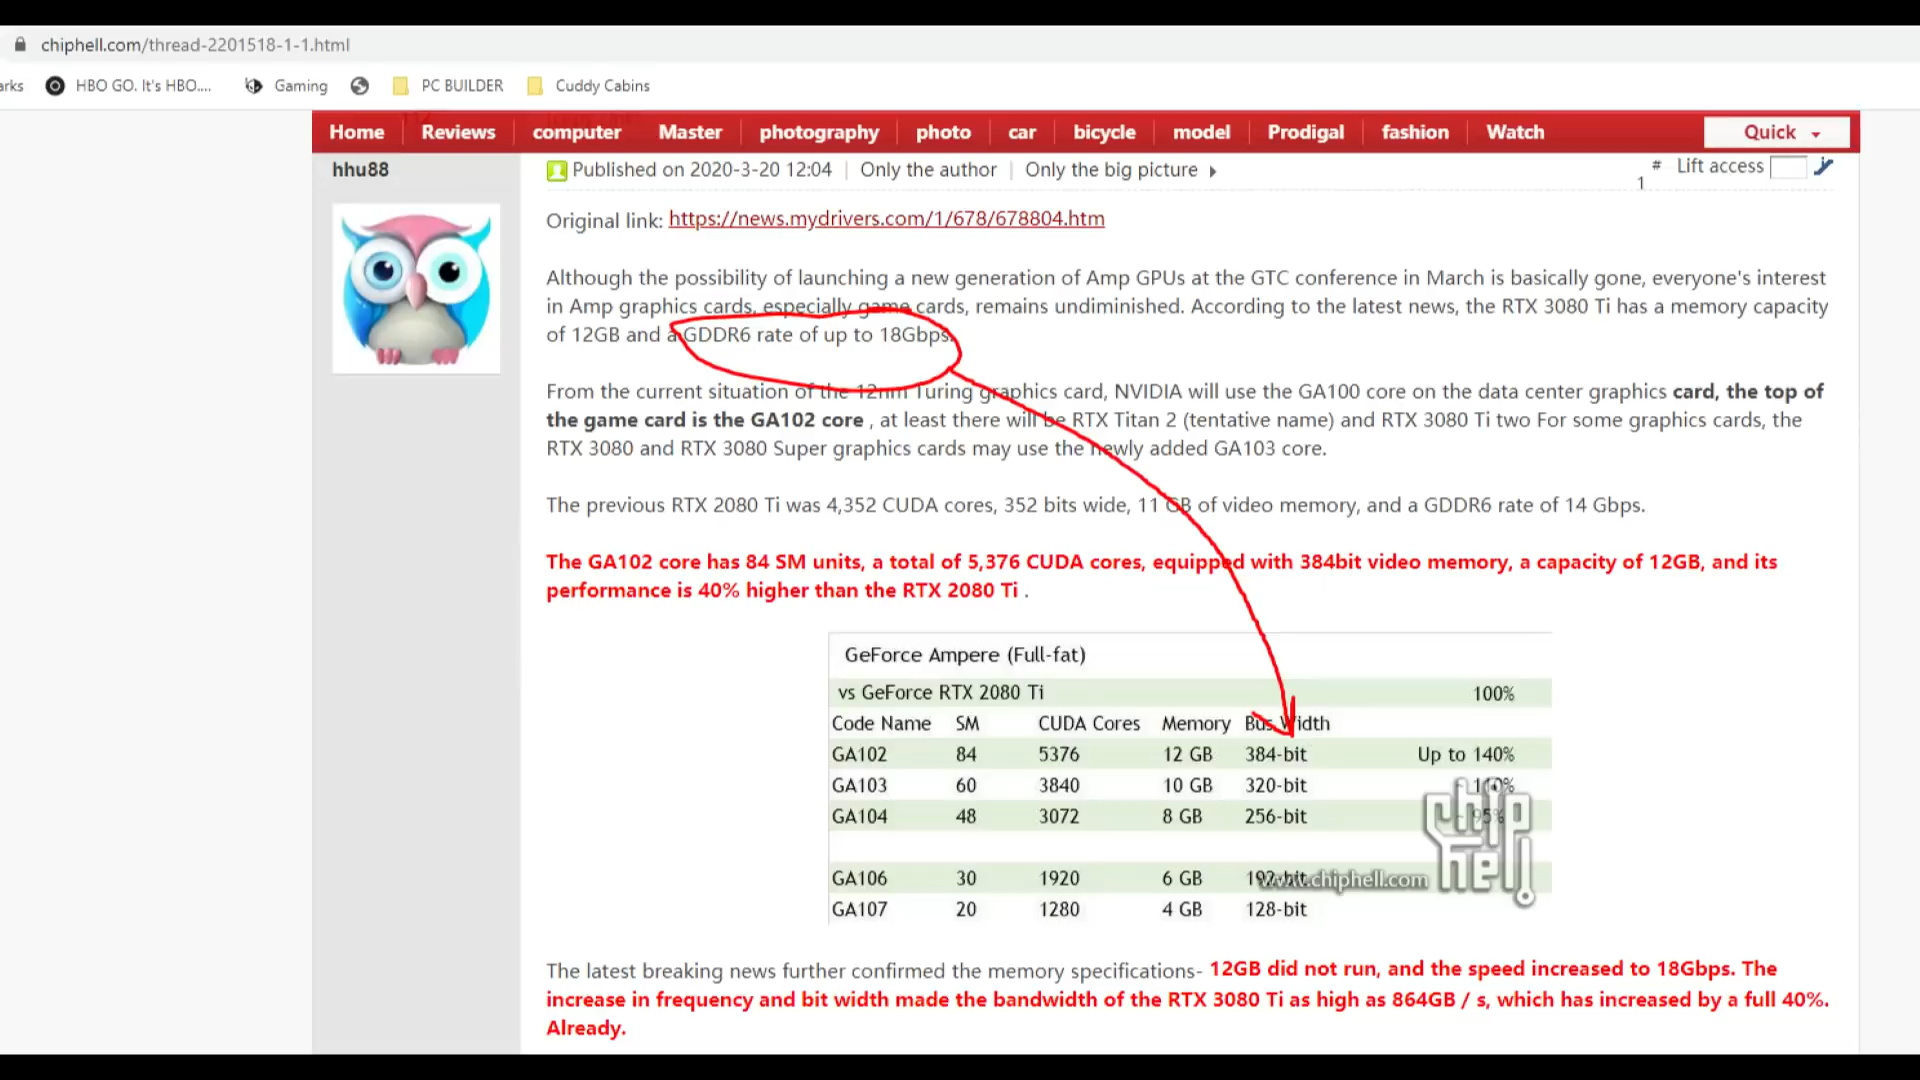 chiphell.com/thread-2201518-1-1.html
arks HBO GO. It's HBO.... Gaming PC BUILDER Cuddy Cabins
Home Reviews computer Master photography photo car bicycle model Prodigal fashion Watch Quick
hhu88
Published on 2020-3-20 12:04 | Only the author | Only the big picture
# Lift access
1
Original link: https://news.mydrivers.com/1/678/678804.htm
Although the possibility of launching a new generation of Amp GPUs at the GTC conference in March is basically gone, everyone's interest
in Amp graphics cards, especially game cards, remains undiminished. According to the latest news, the RTX 3080 Ti has a memory capacity
of 12GB and a GDDR6 rate of up to 18Gbps.
From the current situation of the 12nm Turing graphics card, NVIDIA will use the GA100 core on the data center graphics card, the top of
the game card is the GA102 core , at least there will be RTX Titan 2 (tentative name) and RTX 3080 Ti two For some graphics cards, the
RTX 3080 and RTX 3080 Super graphics cards may use the newly added GA103 core.
The previous RTX 2080 Ti was 4,352 CUDA cores, 352 bits wide, 11 GB of video memory, and a GDDR6 rate of 14 Gbps.
The GA102 core has 84 SM units, a total of 5,376 CUDA cores, equipped with 384bit video memory, a capacity of 12GB, and its
performance is 40% higher than the RTX 2080 Ti .
GeForce Ampere (Full-fat)
vs GeForce RTX 2080 Ti 100%
Code Name SM CUDA Cores Memory Bus Width
GA102 84 5376 12 GB 384-bit Up to 140%
GA103 60 3840 10 GB 320-bit
GA104 48 3072 8 GB 256-bit 95%
chip
hell
GA106 30 1920 6 GB 192-bit www.chiphell.com
GA107 20 1280 4 GB 128-bit
The latest breaking news further confirmed the memory specifications- 12GB did not run, and the speed increased to 18Gbps. The
increase in frequency and bit width made the bandwidth of the RTX 3080 Ti as high as 864GB / s, which has increased by a full 40%.
Already.